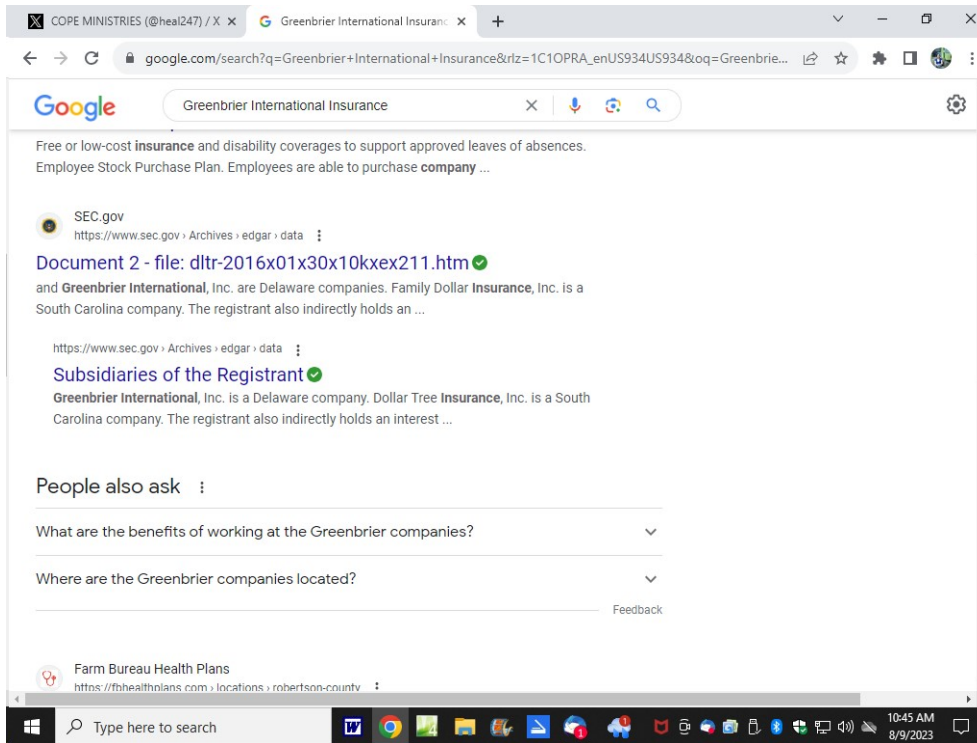 COPE MINISTRIES (@heal247) / X
Greenbrier International Insuranc
google.com/search?q=Greenbrier+International+Insurance&rlz=1C1OPRA_enUS934US934&oq=Greenbrie...
Google
Greenbrier International Insurance
Free or low-cost insurance and disability coverages to support approved leaves of absences.
Employee Stock Purchase Plan. Employees are able to purchase company ...
SEC.gov
https://www.sec.gov › Archives › edgar › data
Document 2 - file: dltr-2016x01x30x10kxex211.htm
and Greenbrier International, Inc. are Delaware companies. Family Dollar Insurance, Inc. is a
South Carolina company. The registrant also indirectly holds an ...
https://www.sec.gov › Archives › edgar › data
Subsidiaries of the Registrant
Greenbrier International, Inc. is a Delaware company. Dollar Tree Insurance, Inc. is a South
Carolina company. The registrant also indirectly holds an interest ...
People also ask
What are the benefits of working at the Greenbrier companies?
Where are the Greenbrier companies located?
Feedback
Farm Bureau Health Plans
https://fbhealthplans.com › locations › robertson-county
Type here to search
10:45 AM
8/9/2023